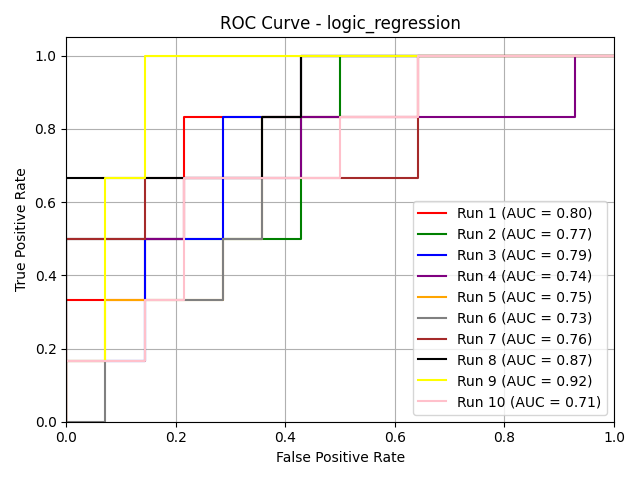 ROC Curve - logic_regression
True Positive Rate
1.0
0.8
0.6
0.4
0.2
0.0
0.0 0.2 0.4 0.6 0.8 1.0
False Positive Rate
Run 1 (AUC = 0.80)
Run 2 (AUC = 0.77)
Run 3 (AUC = 0.79)
Run 4 (AUC = 0.74)
Run 5 (AUC = 0.75)
Run 6 (AUC = 0.73)
Run 7 (AUC = 0.76)
Run 8 (AUC = 0.87)
Run 9 (AUC = 0.92)
Run 10 (AUC = 0.71)